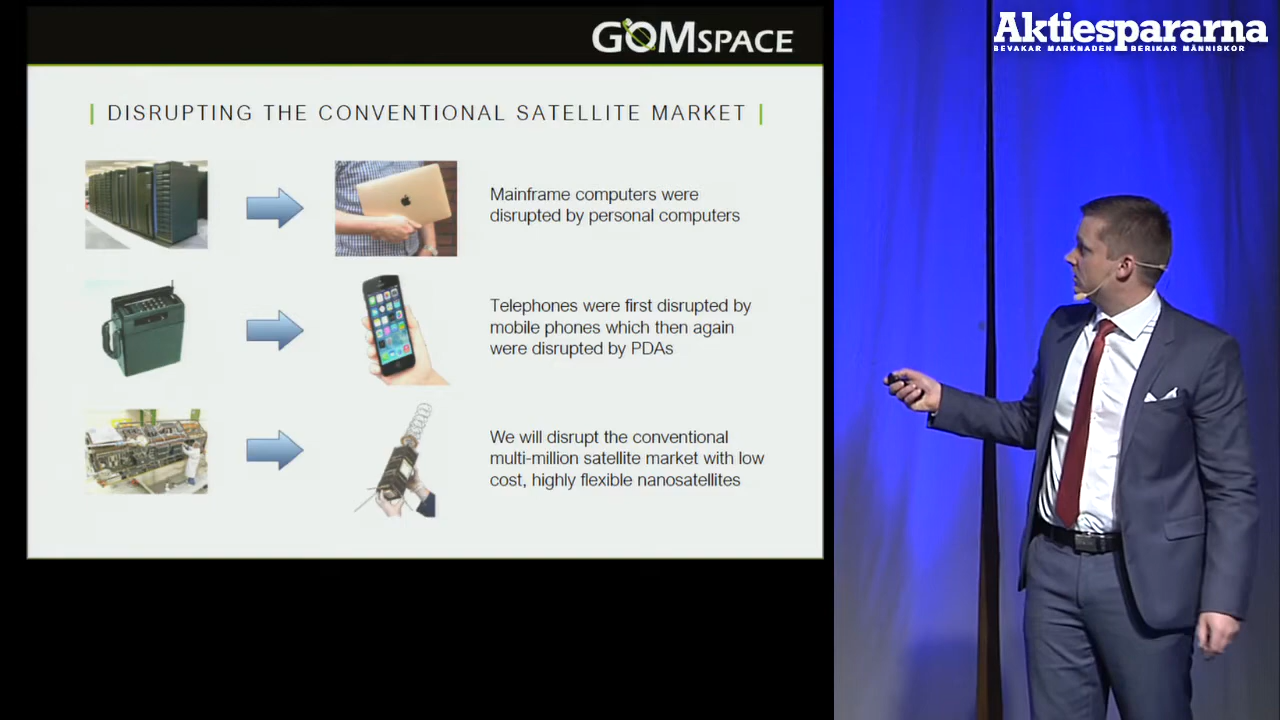 GOMSPACE
Aktiespararna
BEVAKAR MARKNADEN BERIKAR MÄNNISKOR
| DISRUPTING THE CONVENTIONAL SATELLITE MARKET |
Mainframe computers were
disrupted by personal computers
Telephones were first disrupted by
mobile phones which then again
were disrupted by PDAs
We will disrupt the conventional
multi-million satellite market with low
cost, highly flexible nanosatellites